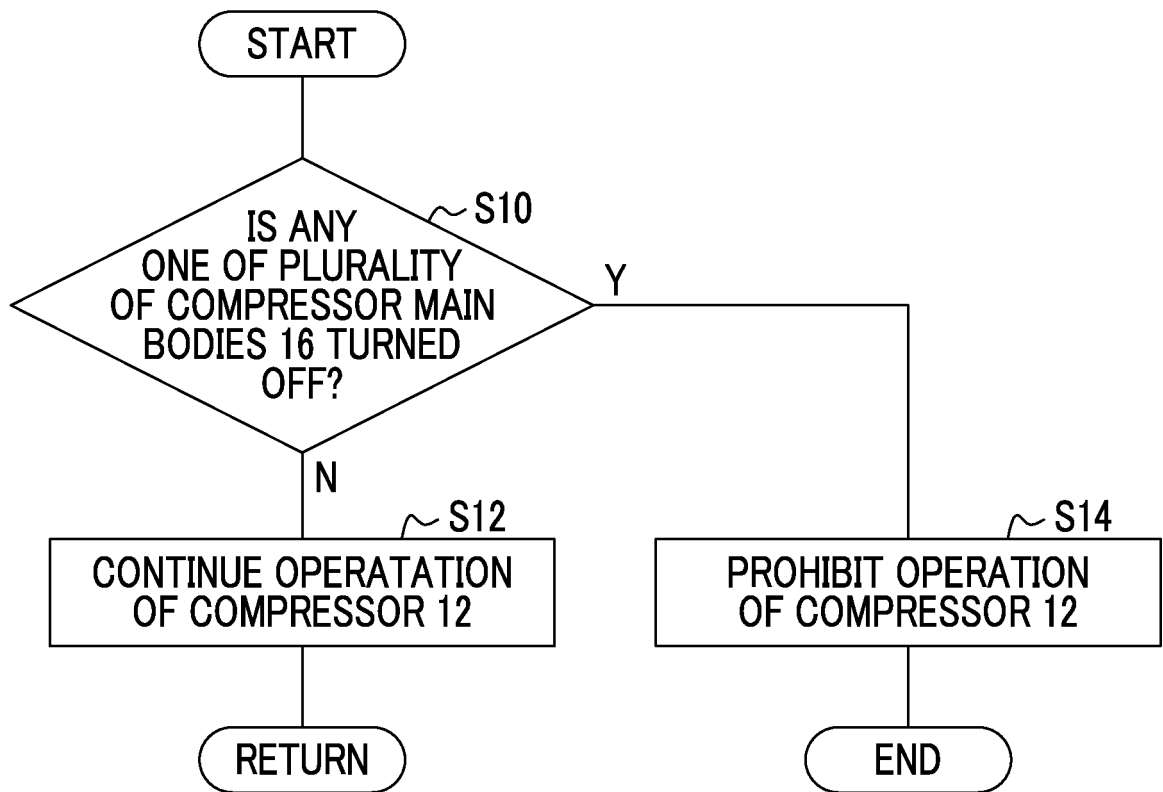 START
S10
IS ANY
ONE OF PLURALITY
OF COMPRESSOR MAIN
BODIES 16 TURNED
OFF?
Y
N
S12
CONTINUE OPERATATION
OF COMPRESSOR 12
S14
PROHIBIT OPERATION
OF COMPRESSOR 12
RETURN
END